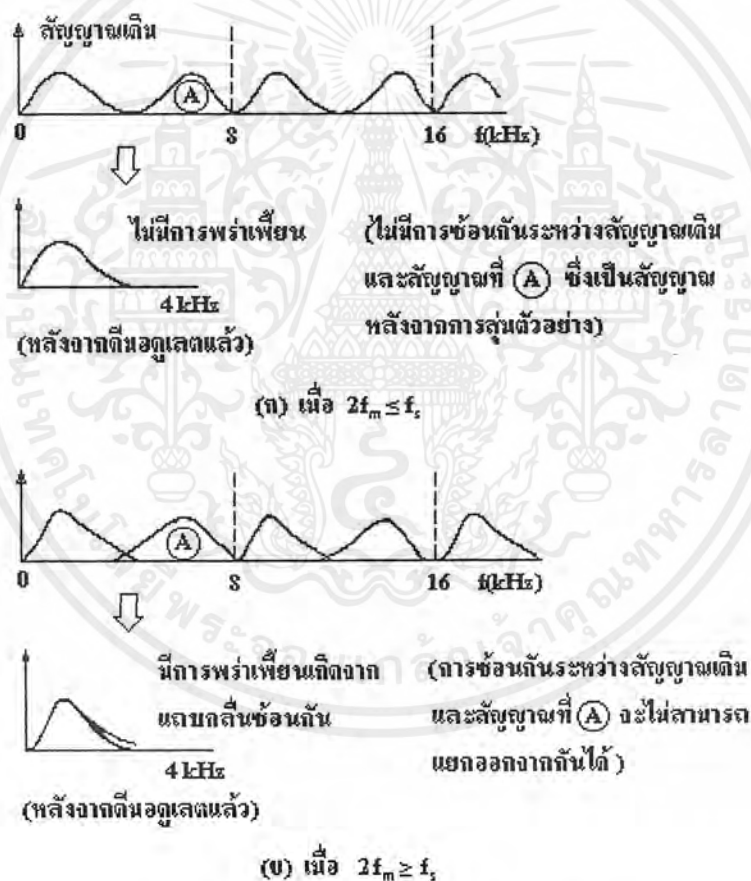 สัญญาณเดิม
A
0 8 16 f(kHz)
ไม่มีการพร่าเพี้ยน
4 kHz
(หลังจากดีมอดูเลตแล้ว)
(ไม่มีการซ้อนกันระหว่างสัญญาณเดิม
และสัญญาณที่ A ซึ่งเป็นสัญญาณ
หลังจากการสุ่มตัวอย่าง)
(ก) เมื่อ 2fm ≤ fs
A
0 8 16 f(kHz)
มีการพร่าเพี้ยนเกิดจาก
แถบคลื่นซ้อนกัน
4 kHz
(หลังจากดีมอดูเลตแล้ว)
(การซ้อนกันระหว่างสัญญาณเดิม
และสัญญาณที่ A จะไม่สามารถ
แยกออกจากกันได้)
(ข) เมื่อ 2fm ≥ fs